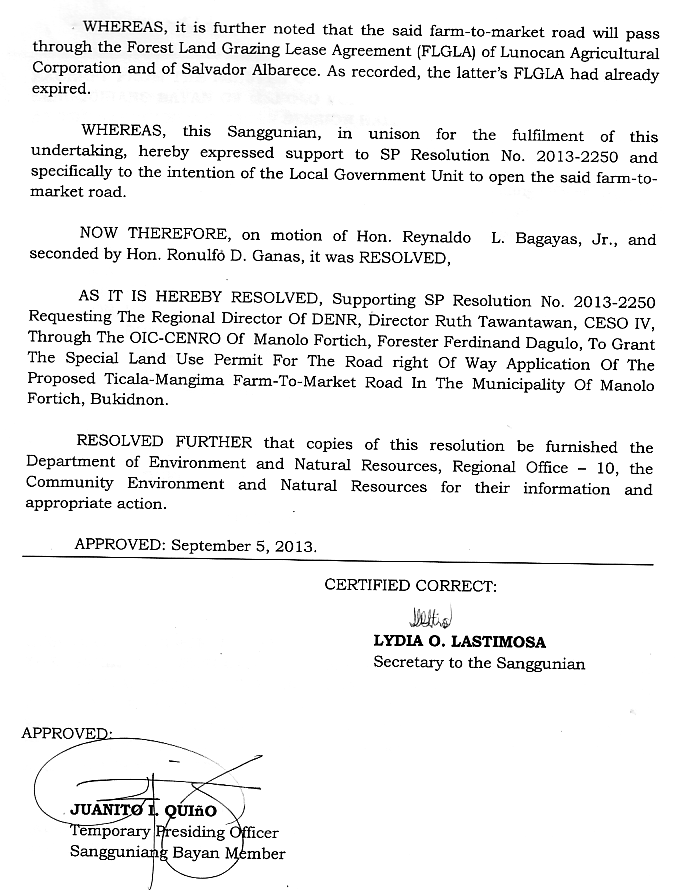 WHEREAS, it is further noted that the said farm-to-market road will pass
through the Forest Land Grazing Lease Agreement (FLGLA) of Lunocan Agricultural
Corporation and of Salvador Albarece. As recorded, the latter's FLGLA had already
expired.
WHEREAS, this Sanggunian, in unison for the fulfilment of this
undertaking, hereby expressed support to SP Resolution No. 2013-2250 and
specifically to the intention of the Local Government Unit to open the said farm-to-
market road.
NOW THEREFORE, on motion of Hon. Reynaldo L. Bagayas, Jr., and
seconded by Hon. Ronulfo D. Ganas, it was RESOLVED,
AS IT IS HEREBY RESOLVED, Supporting SP Resolution No. 2013-2250
Requesting The Regional Director Of DENR, Director Ruth Tawantawan, CESO IV,
Through The OIC-CENRO Of Manolo Fortich, Forester Ferdinand Dagulo, To Grant
The Special Land Use Permit For The Road right Of Way Application Of The
Proposed Ticala-Mangima Farm-To-Market Road In The Municipality Of Manolo
Fortich, Bukidnon.
RESOLVED FURTHER that copies of this resolution be furnished the
Department of Environment and Natural Resources, Regional Office – 10, the
Community Environment and Natural Resources for their information and
appropriate action.
APPROVED: September 5, 2013.
CERTIFIED CORRECT:
LYDIA O. LASTIMOSA
Secretary to the Sanggunian
APPROVED:
JUANITO I. QUIñO
Temporary Presiding Officer
Sangguniang Bayan Member